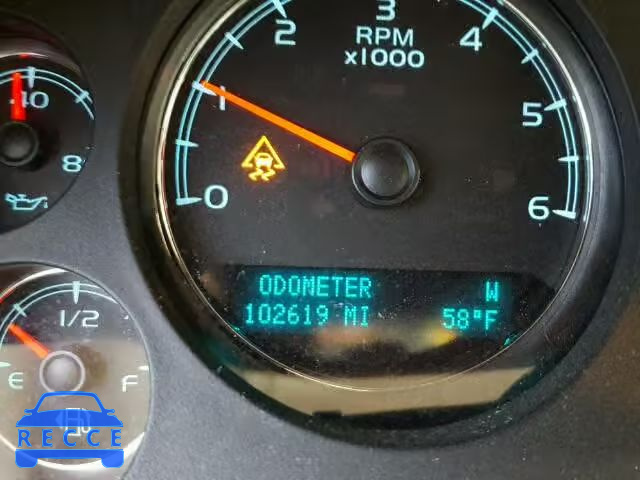 0 1 2 3 4 5 6
RPM
x1000
40
8
1/2
E F
ODOMETER W
102619 MI 58°F
RECCE